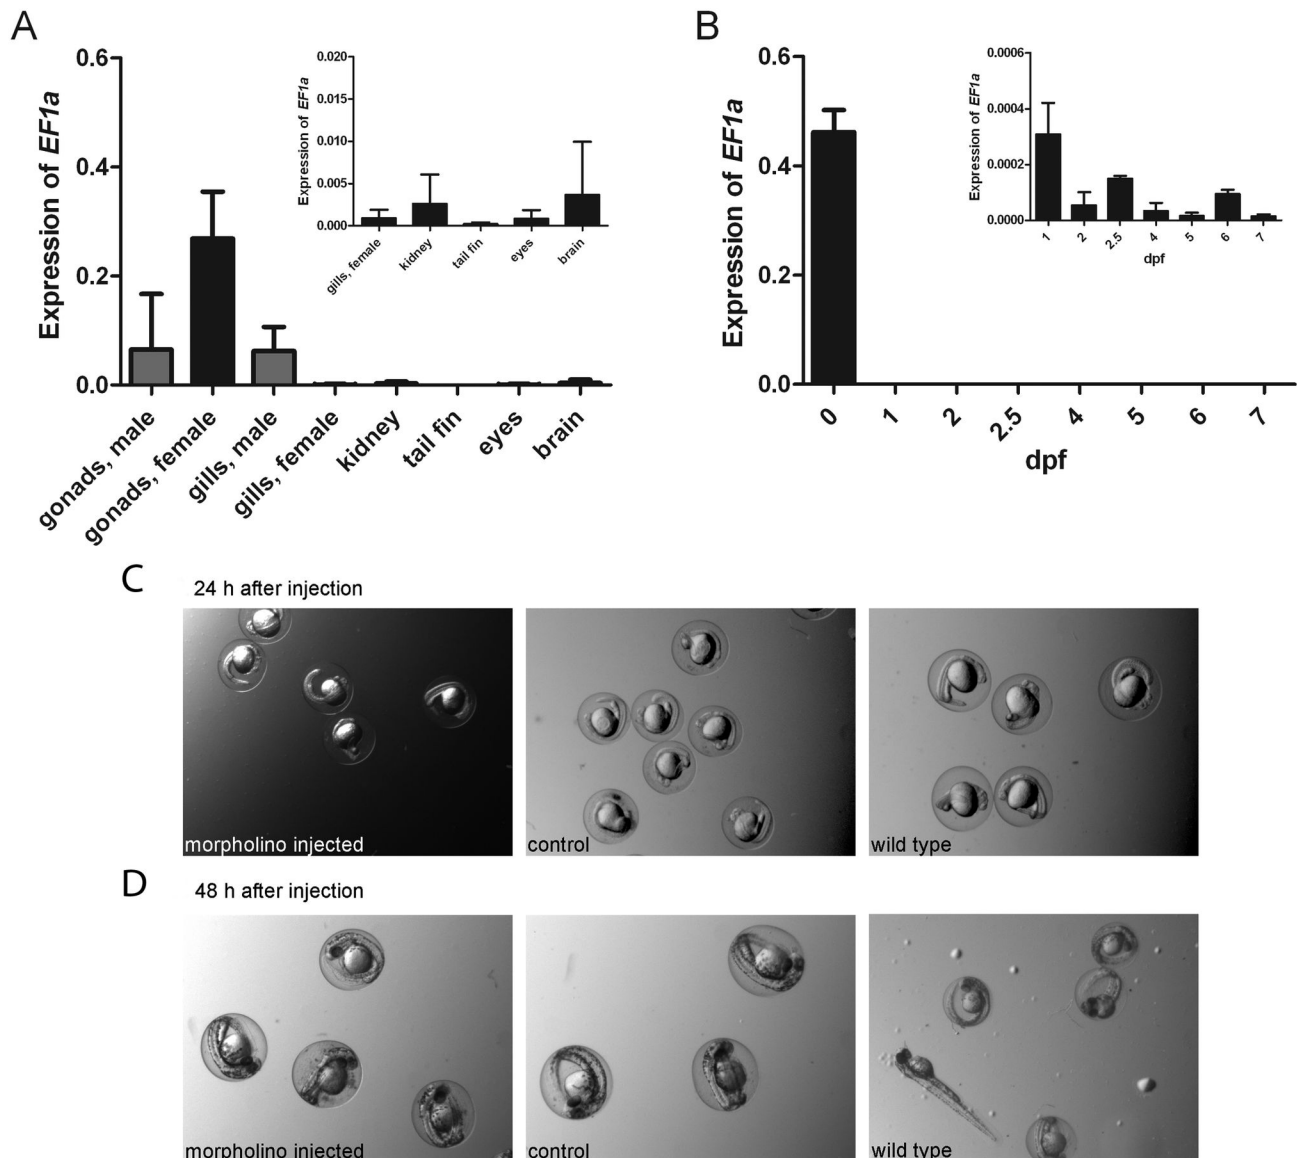 A
Expression of EF1a
0.6
0.4
0.2
0.0
gonads, male
gonads, female
gills, male
gills, female
kidney
tail fin
eyes
brain
Expression of EF1a
0.020
0.015
0.010
0.005
0.000
gills, female
kidney
tail fin
eyes
brain
B
Expression of EF1a
0.6
0.4
0.2
0.0
0
1
2
2.5
4
5
6
7
dpf
Expression of EF1a
0.0006
0.0004
0.0002
0.0000
1
2
2.5
4
5
6
7
dpf
C
24 h after injection
morpholino injected
control
wild type
D
48 h after injection
morpholino injected
control
wild type